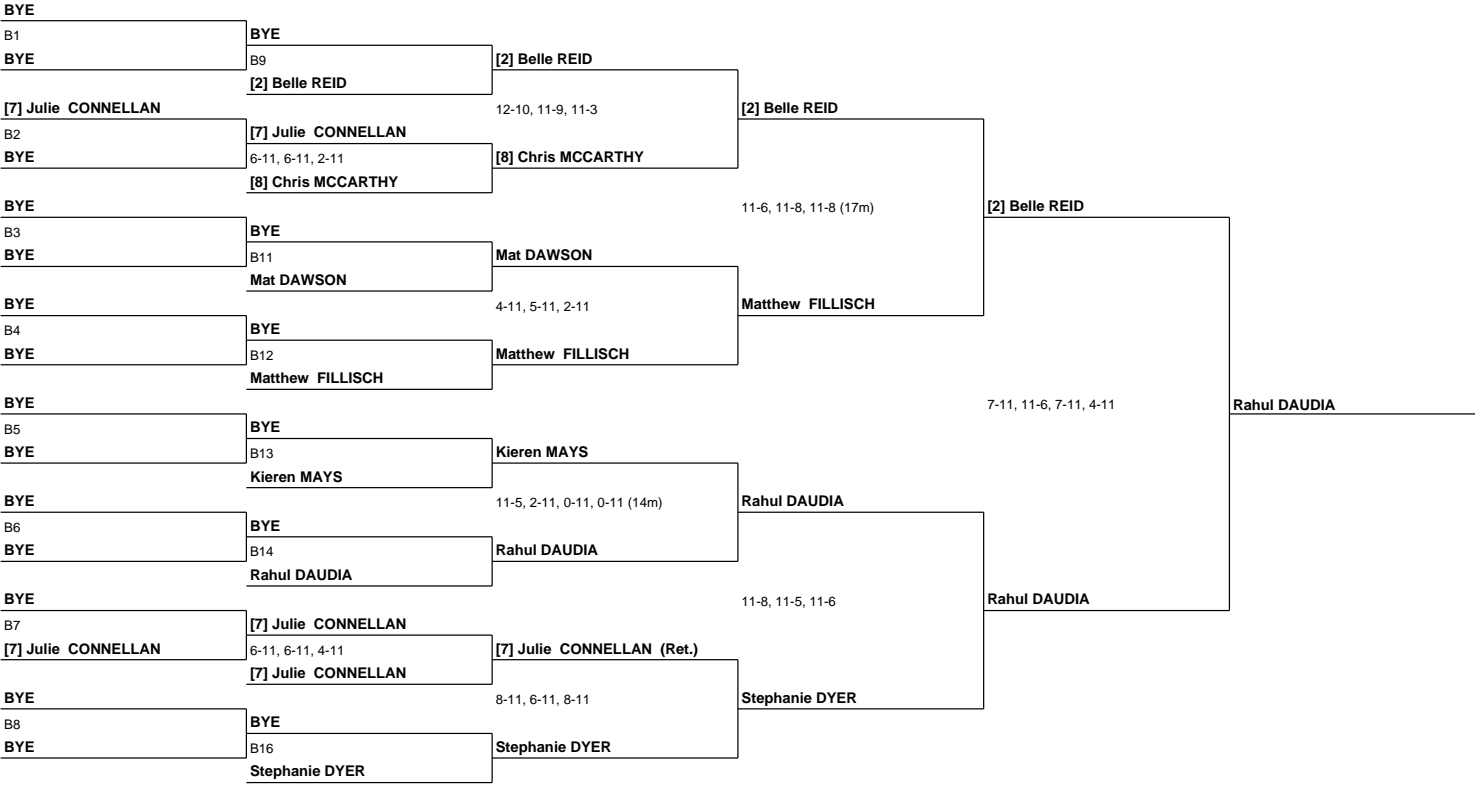 BYE
B1
BYE
BYE
B9
[2] Belle REID
[2] Belle REID
[7] Julie  CONNELLAN
12-10, 11-9, 11-3
[2] Belle REID
B2
[7] Julie  CONNELLAN
BYE
6-11, 6-11, 2-11
[8] Chris MCCARTHY
[8] Chris MCCARTHY
BYE
11-6, 11-8, 11-8 (17m)
[2] Belle REID
B3
BYE
BYE
B11
Mat DAWSON
Mat DAWSON
BYE
4-11, 5-11, 2-11
Matthew  FILLISCH
B4
BYE
BYE
B12
Matthew  FILLISCH
Matthew  FILLISCH
BYE
7-11, 11-6, 7-11, 4-11
Rahul DAUDIA
B5
BYE
BYE
B13
Kieren MAYS
Kieren MAYS
BYE
11-5, 2-11, 0-11, 0-11 (14m)
Rahul DAUDIA
B6
BYE
BYE
B14
Rahul DAUDIA
Rahul DAUDIA
BYE
11-8, 11-5, 11-6
Rahul DAUDIA
B7
[7] Julie  CONNELLAN
[7] Julie  CONNELLAN
6-11, 6-11, 4-11
[7] Julie  CONNELLAN  (Ret.)
[7] Julie  CONNELLAN
BYE
8-11, 6-11, 8-11
Stephanie DYER
B8
BYE
BYE
B16
Stephanie DYER
Stephanie DYER